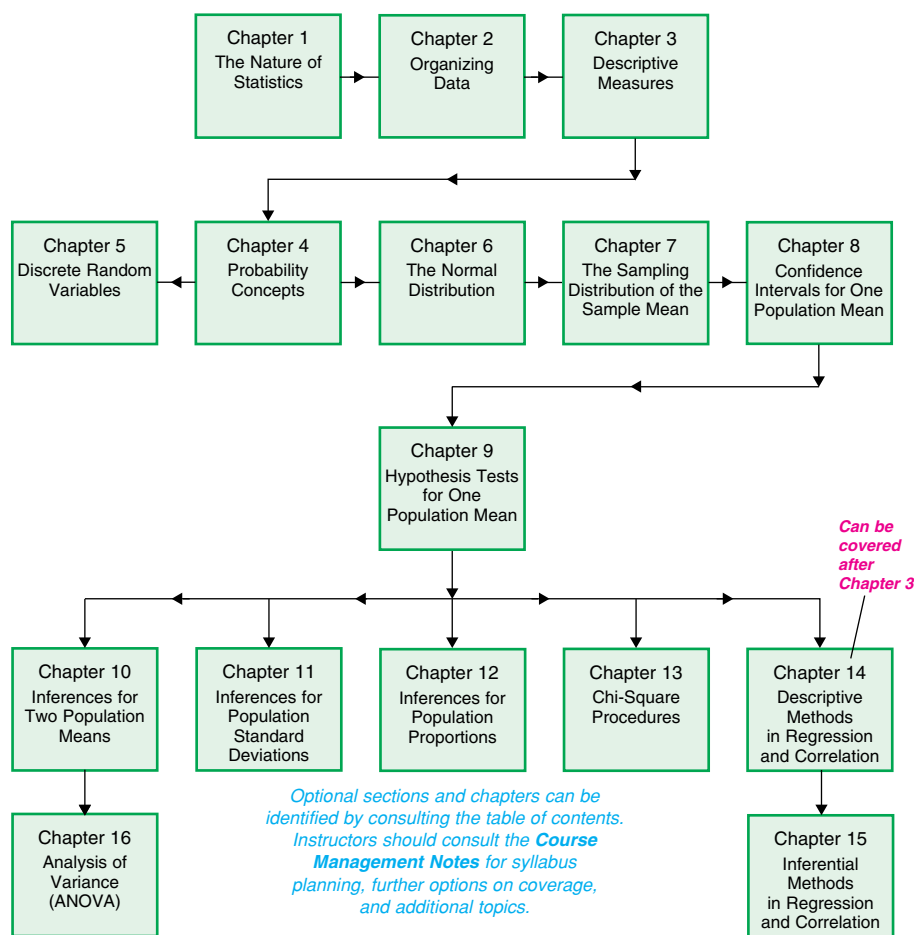 Chapter 1
The Nature of
Statistics
Chapter 2
Organizing
Data
Chapter 3
Descriptive
Measures
Chapter 5
Discrete Random
Variables
Chapter 4
Probability
Concepts
Chapter 6
The Normal
Distribution
Chapter 7
The Sampling
Distribution of the
Sample Mean
Chapter 8
Confidence
Intervals for One
Population Mean
Chapter 9
Hypothesis Tests
for One
Population Mean
Can be
covered
after
Chapter 3
Chapter 10
Inferences for
Two Population
Means
Chapter 11
Inferences for
Population
Standard
Deviations
Chapter 12
Inferences for
Population
Proportions
Chapter 13
Chi-Square
Procedures
Chapter 14
Descriptive
Methods
in Regression
and Correlation
Chapter 16
Analysis of
Variance
(ANOVA)
Optional sections and chapters can be
identified by consulting the table of contents.
Instructors should consult the Course
Management Notes for syllabus
planning, further options on coverage,
and additional topics.
Chapter 15
Inferential
Methods
in Regression
and Correlation